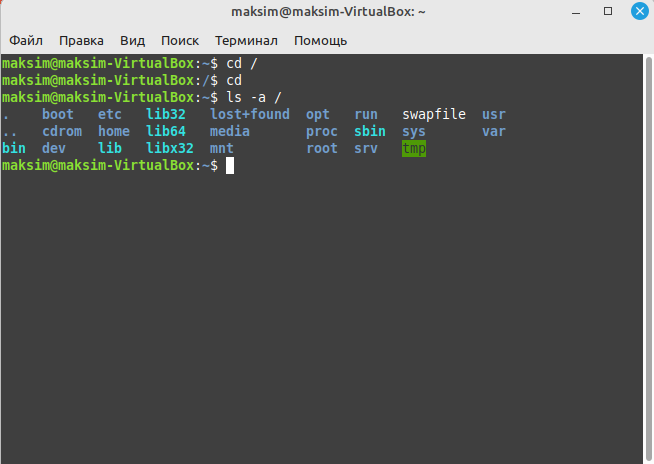 maksim@maksim-VirtualBox: ~
Файл Правка Вид Поиск Терминал Помощь
maksim@maksim-VirtualBox:~$ cd /
maksim@maksim-VirtualBox:/$ cd
maksim@maksim-VirtualBox:~$ ls -a /
. boot etc lib32 lost+found opt run swapfile usr
.. cdrom home lib64 media proc sbin sys var
bin dev lib libx32 mnt root srv tmp
maksim@maksim-VirtualBox:~$